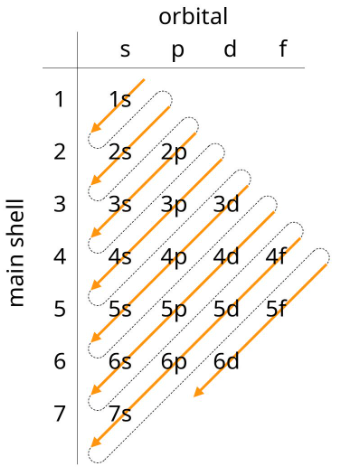 orbital
s p d f
1 1s
2 2s 2p
3 3s 3p 3d
4 4s 4p 4d 4f
5 5s 5p 5d 5f
6 6s 6p 6d
7 7s
main shell